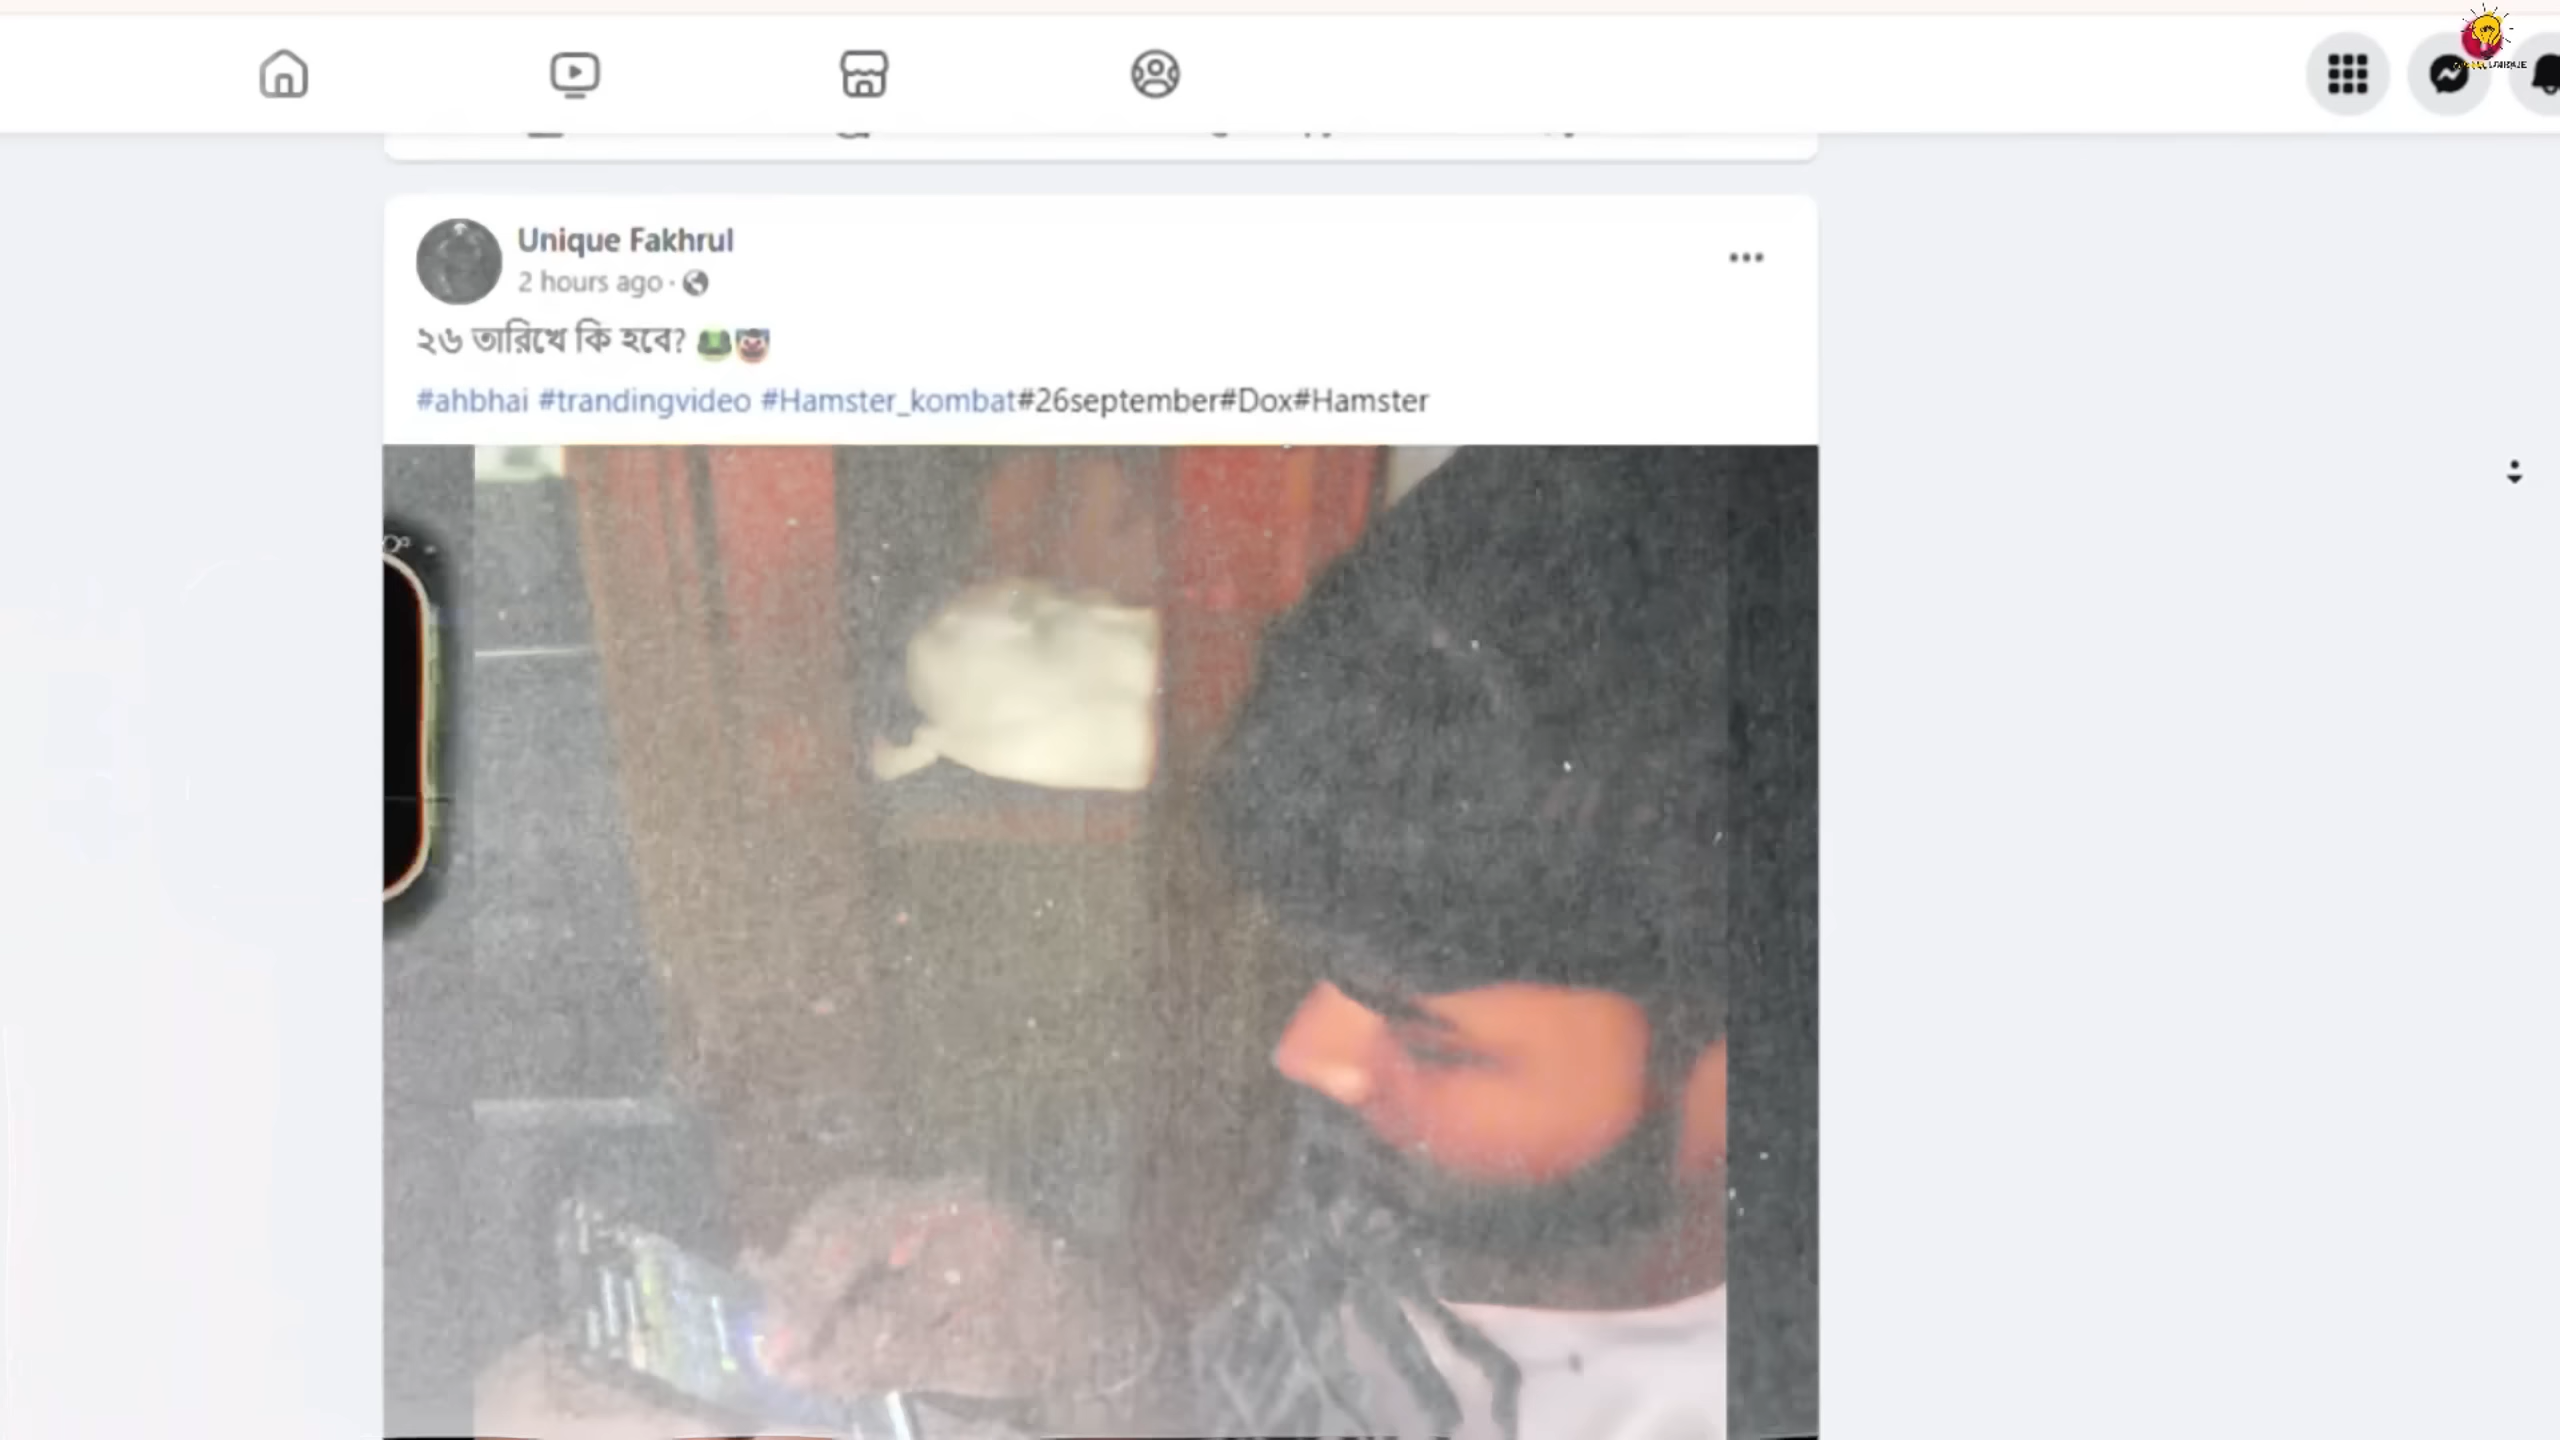 Unique Fakhrul
2 hours ago ·
২৬ তারিখে কি হবে?
#ahbhai #trandingvideo #Hamster_kombat#26september#Dox#Hamster